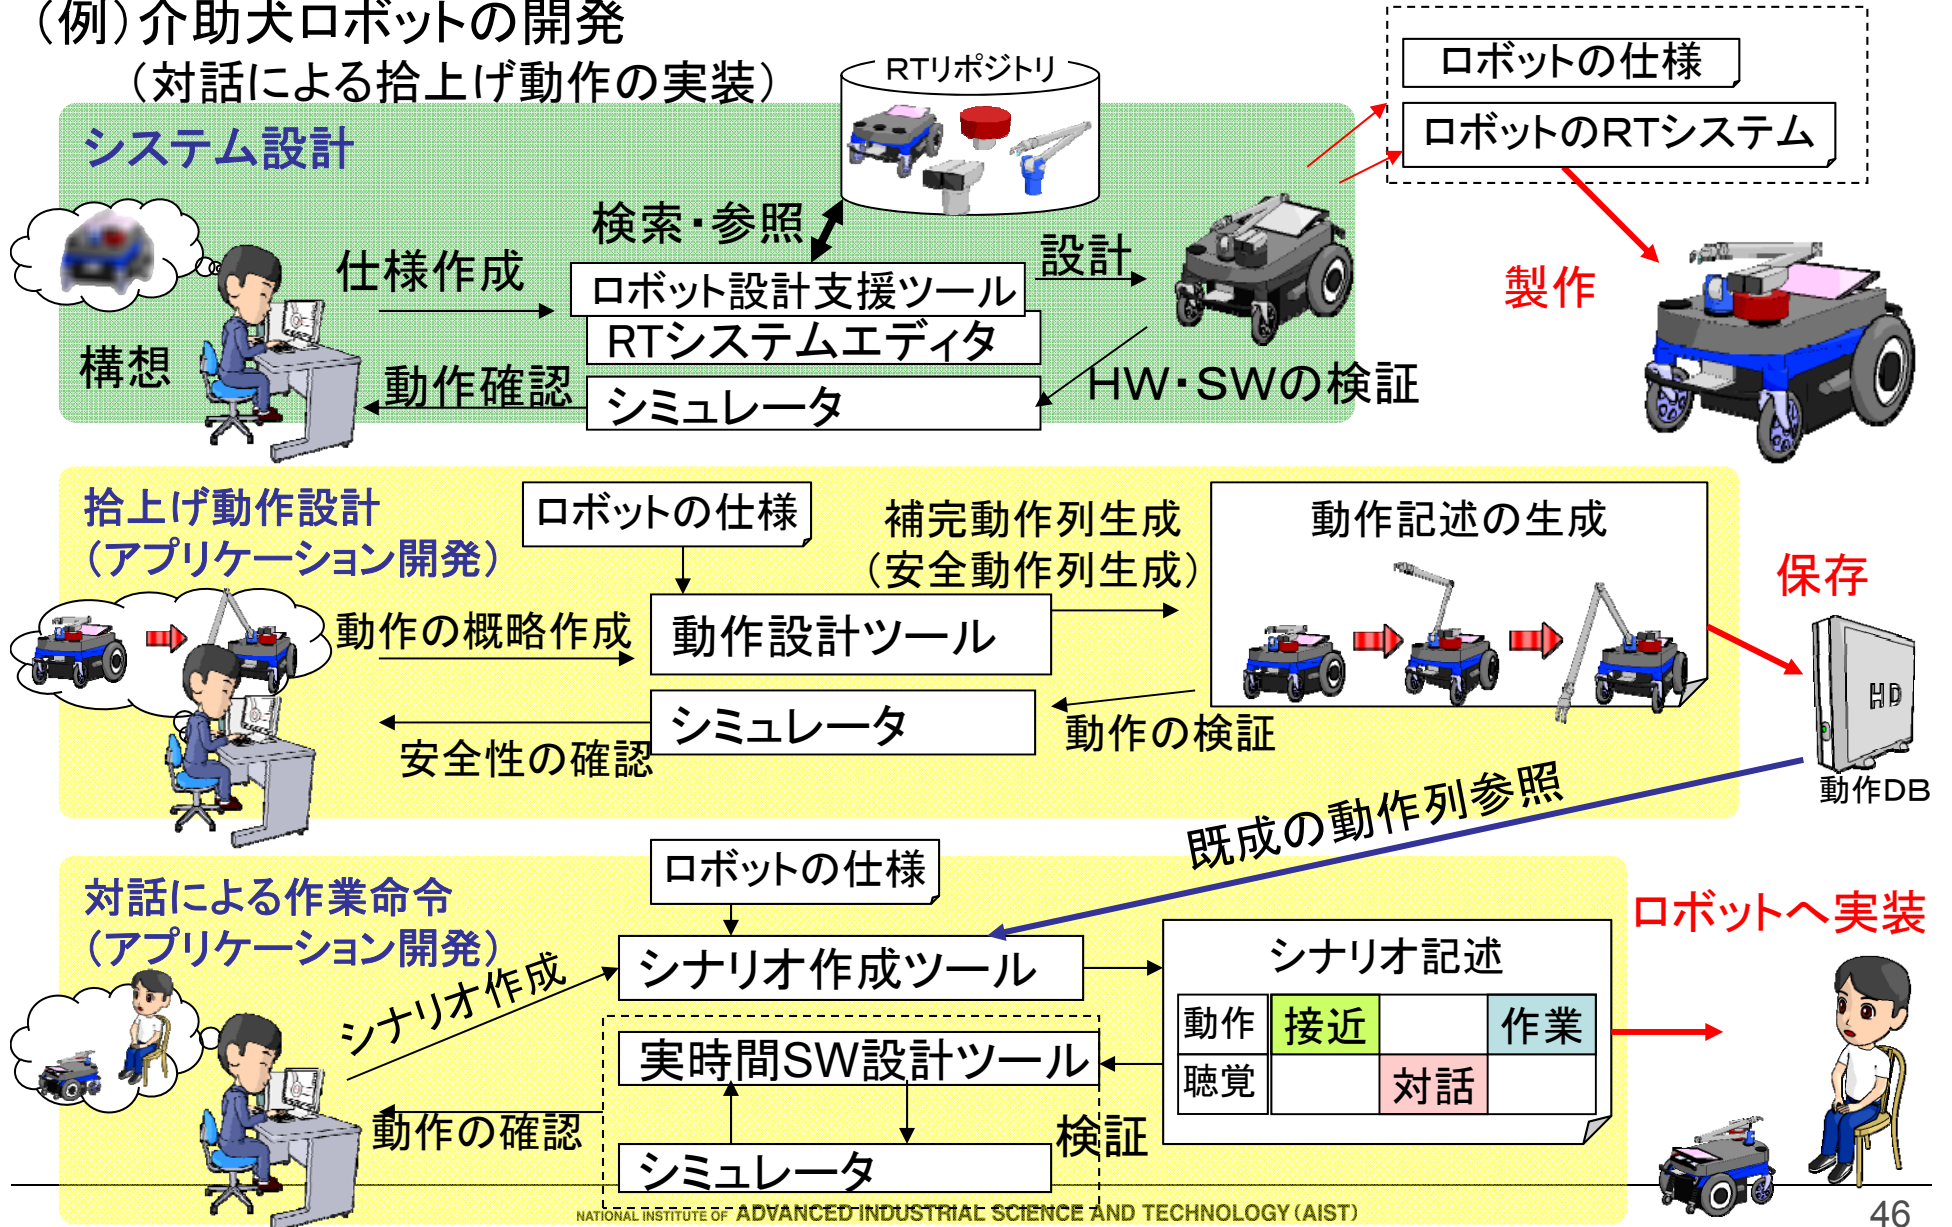 （例）介助犬ロボットの開発
（対話による拾上げ動作の実装）
RTリポジトリ
ロボットの仕様
ロボットのRTシステム
システム設計
検索・参照
仕様作成
設計
ロボット設計支援ツール
RTシステムエディタ
製作
構想
動作確認
シミュレータ
HW・SWの検証
拾上げ動作設計
（アプリケーション開発）
ロボットの仕様
補完動作列生成
（安全動作列生成）
動作記述の生成
保存
動作の概略作成
動作設計ツール
シミュレータ
動作の検証
安全性の確認
HD
動作DB
既成の動作列参照
対話による作業命令
（アプリケーション開発）
ロボットの仕様
シナリオ作成
シナリオ作成ツール
シナリオ記述
ロボットへ実装
動作 接近 作業
聴覚 対話
実時間SW設計ツール
動作の確認
検証
シミュレータ
NATIONAL INSTITUTE OF ADVANCED INDUSTRIAL SCIENCE AND TECHNOLOGY (AIST)
46